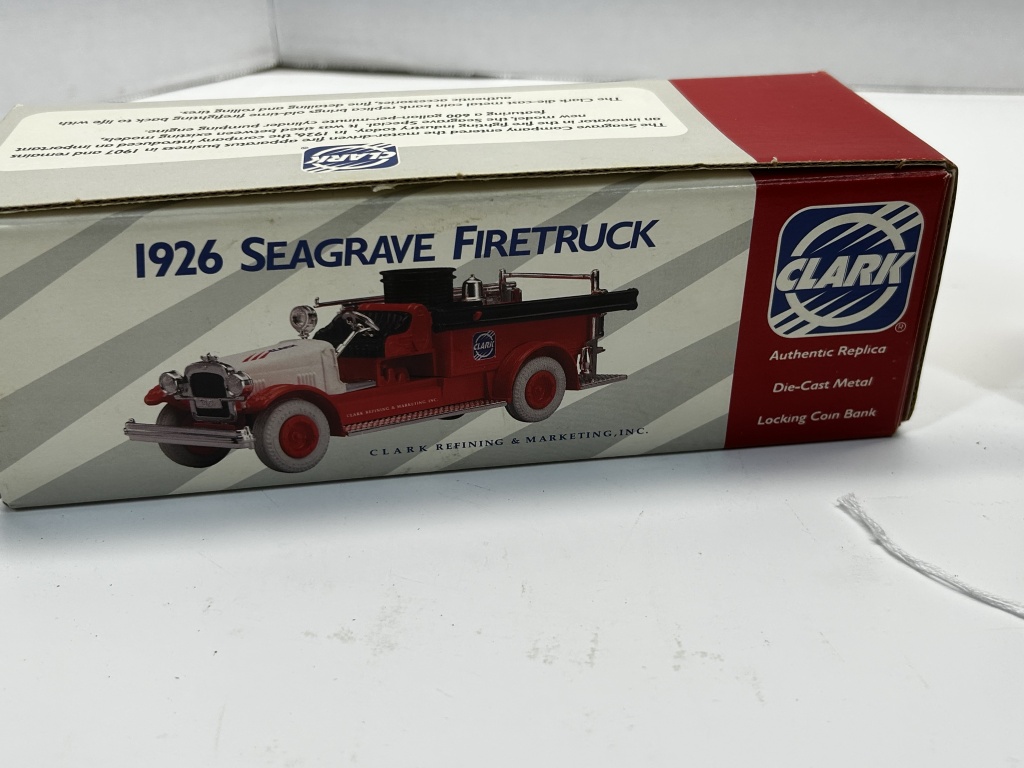 The Seagrave Company entered the motor-driven fire apparatus business in 1907 and remains
an innovator in the fire fighting industry today. In 1926, the company introduced an important
new model, the Seagrave Special. It was sized between existing models,
featuring a 600 gallon-per-minute cylinder pumping engine.
The Clark die-cast metal coin bank replica brings old-time firefighting back to life with
authentic accessories, fine detailing and rolling tires.
CLARK
®
1926 SEAGRAVE FIRETRUCK
CLARK
CLARK REFINING & MARKETING, INC.
CLARK REFINING & MARKETING, INC.
CLARK
®
Authentic Replica
Die-Cast Metal
Locking Coin Bank